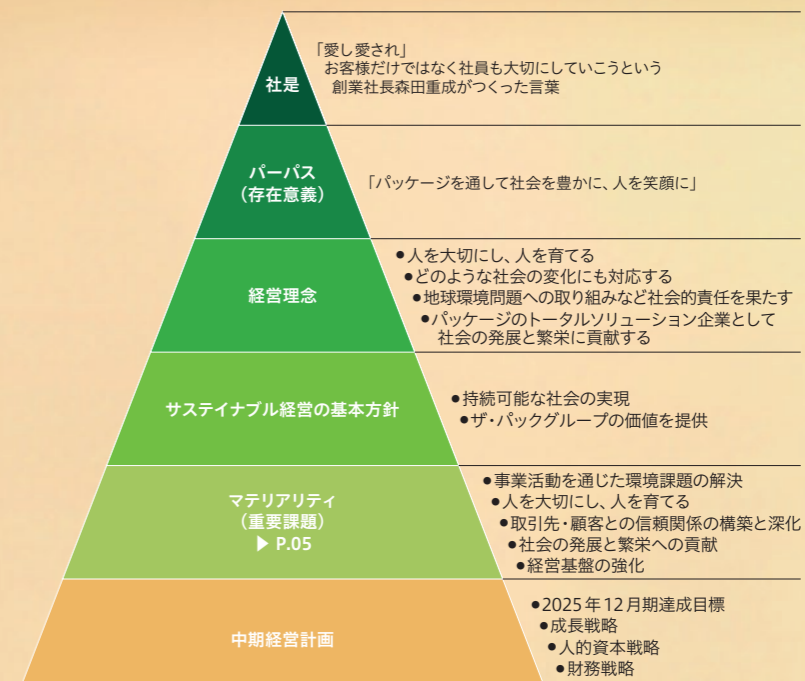 社是
「愛し愛され」
お客様だけではなく社員も大切にしていこうという
創業社長森田重成がつくった言葉
パーパス
（存在意義）
「パッケージを通して社会を豊かに、人を笑顔に」
経営理念
●人を大切にし、人を育てる
●どのような社会の変化にも対応する
●地球環境問題への取り組みなど社会的責任を果たす
●パッケージのトータルソリューション企業として
社会の発展と繁栄に貢献する
サステイナブル経営の基本方針
●持続可能な社会の実現
●ザ・パックグループの価値を提供
マテリアリティ
（重要課題）
▶ P.05
●事業活動を通じた環境課題の解決
●人を大切にし、人を育てる
●取引先・顧客との信頼関係の構築と深化
●社会の発展と繁栄への貢献
●経営基盤の強化
中期経営計画
●2025年12月期達成目標
●成長戦略
●人的資本戦略
●財務戦略